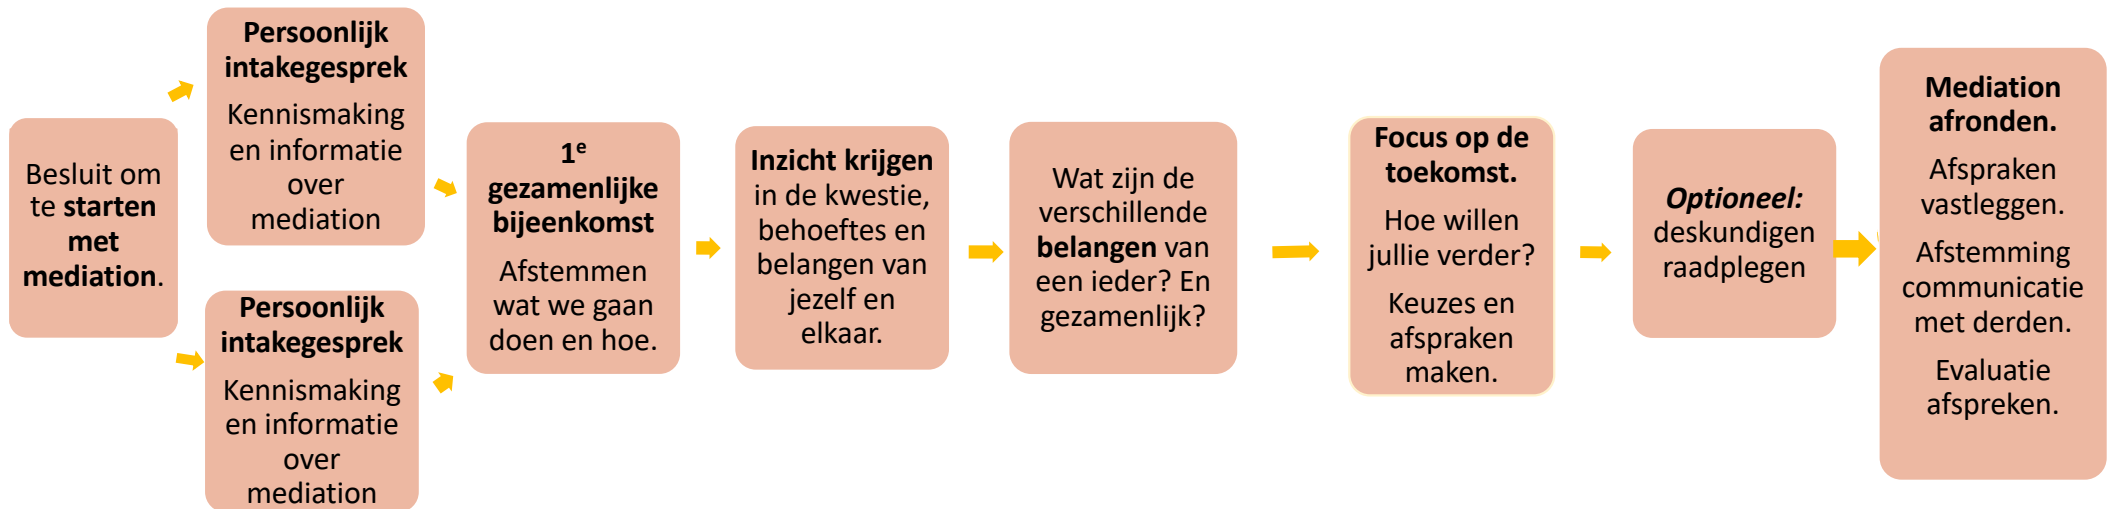 Besluit om
te starten
met
mediation.
Persoonlijk
intakegesprek
Kennismaking
en informatie
over
mediation
Persoonlijk
intakegesprek
Kennismaking
en informatie
over
mediation
1e
gezamenlijke
bijeenkomst
Afstemmen
wat we gaan
doen en hoe.
Inzicht krijgen
in de kwestie,
behoeftes en
belangen van
jezelf en
elkaar.
Wat zijn de
verschillende
belangen van
een ieder? En
gezamenlijk?
Focus op de
toekomst.
Hoe willen
jullie verder?
Keuzes en
afspraken
maken.
Optioneel:
deskundigen
raadplegen
Mediation
afronden.
Afspraken
vastleggen.
Afstemming
communicatie
met derden.
Evaluatie
afspreken.